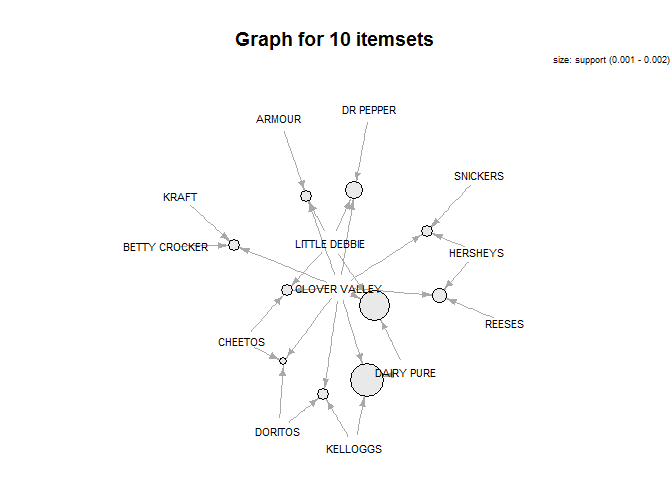 Graph for 10 itemsets
size: support (0.001 - 0.002)
DR PEPPER
ARMOUR
SNICKERS
KRAFT
LITTLE DEBBIE
BETTY CROCKER
HERSHEYS
CLOVER VALLEY
REESES
CHEETOS
DAIRY PURE
DORITOS
KELLOGGS